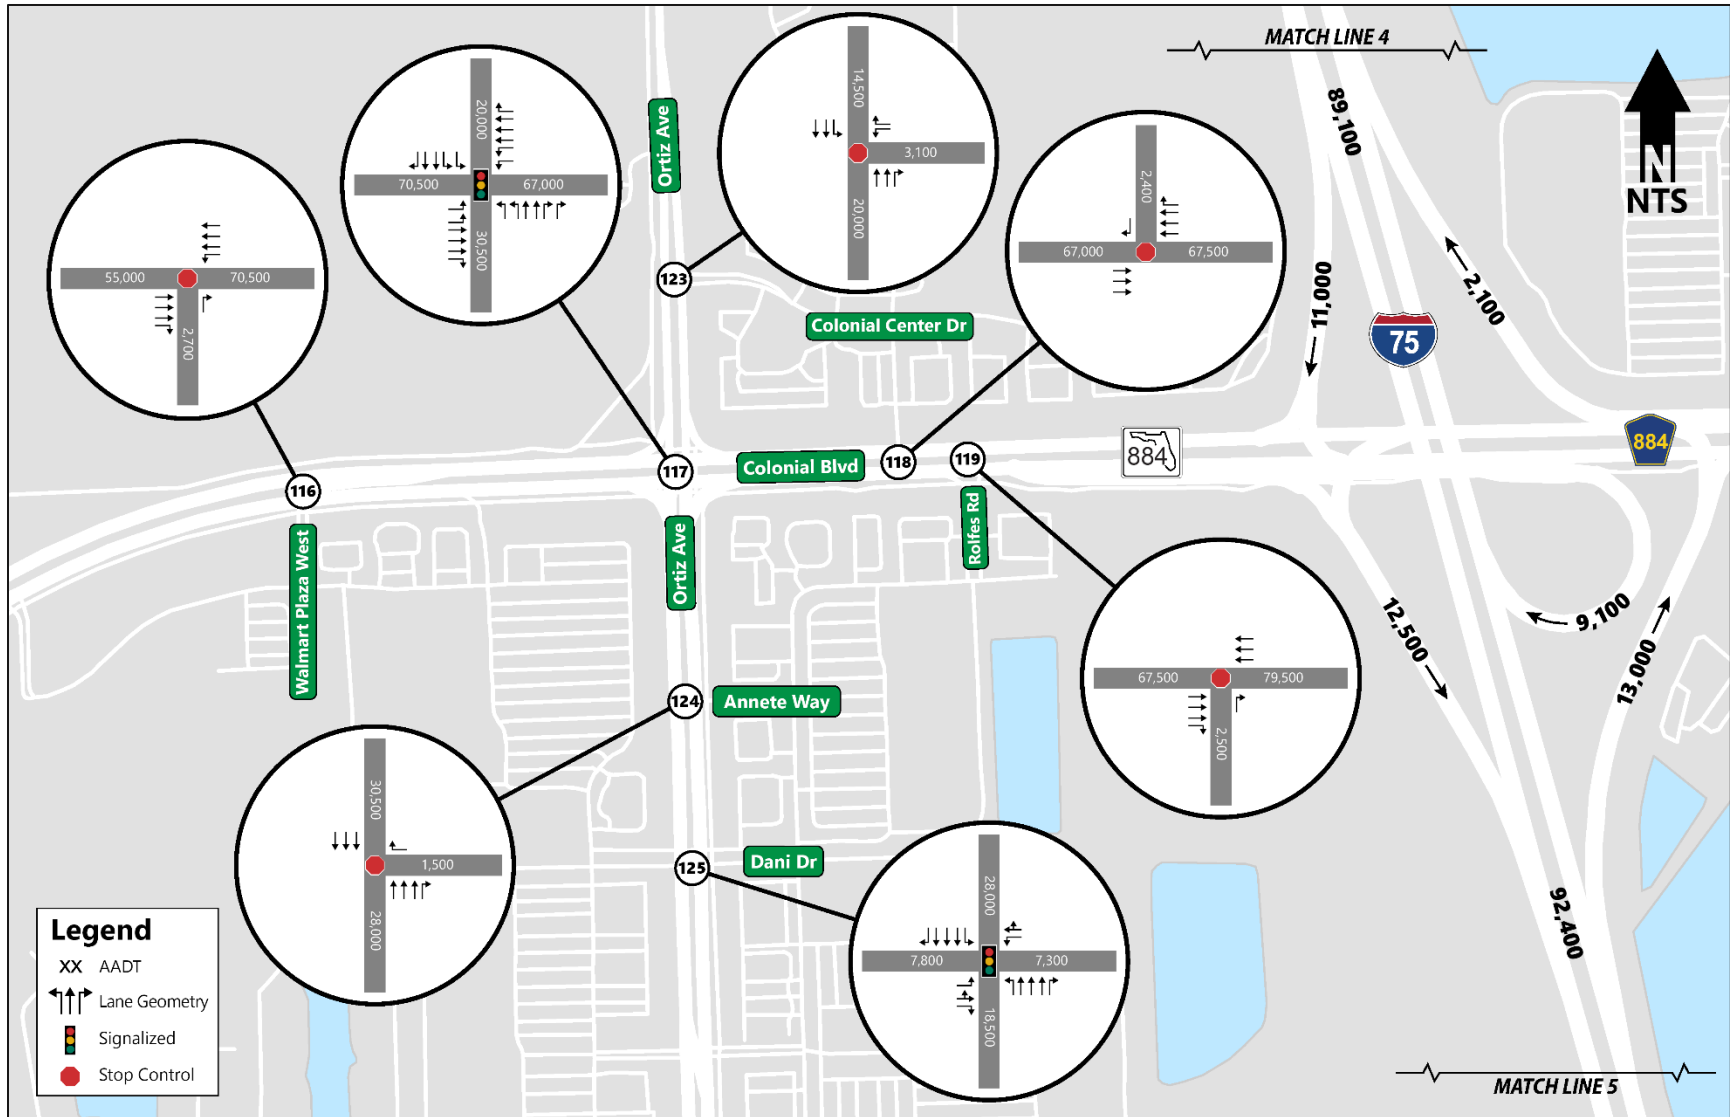 MATCH LINE 4
N
NTS
89,100
11,000
2,100
75
884
884
12,500
9,100
13,000
92,400
MATCH LINE 5
Ortiz Ave
Colonial Center Dr
Colonial Blvd
Walmart Plaza West
Ortiz Ave
Rolfes Rd
Annete Way
Dani Dr
116
117
118
119
123
124
125
55,000
70,500
2,700
20,000
70,500
67,000
30,500
14,500
3,100
20,000
2,400
67,000
67,500
67,500
79,500
2,500
30,500
1,500
28,000
28,000
7,800
7,300
18,500
Legend
XX AADT
Lane Geometry
Signalized
Stop Control